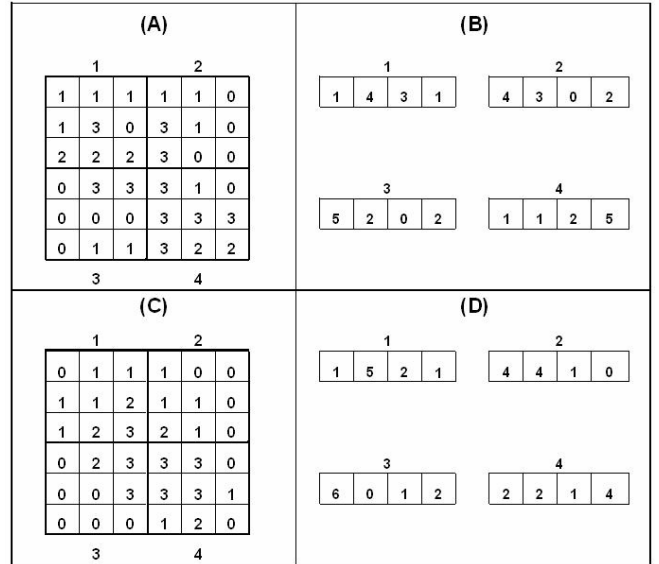 (A)
1 2
1 1 1 1 1 0
1 3 0 3 1 0
2 2 2 3 0 0
0 3 3 3 1 0
0 0 0 3 3 3
0 1 1 3 2 2
3 4
(B)
1 2
1 4 3 1 4 3 0 2
3 4
5 2 0 2 1 1 2 5
(C)
1 2
0 1 1 1 0 0
1 1 2 1 1 0
1 2 3 2 1 0
0 2 3 3 3 0
0 0 3 3 3 1
0 0 0 1 2 0
3 4
(D)
1 2
1 5 2 1 4 4 1 0
3 4
6 0 1 2 2 2 1 4